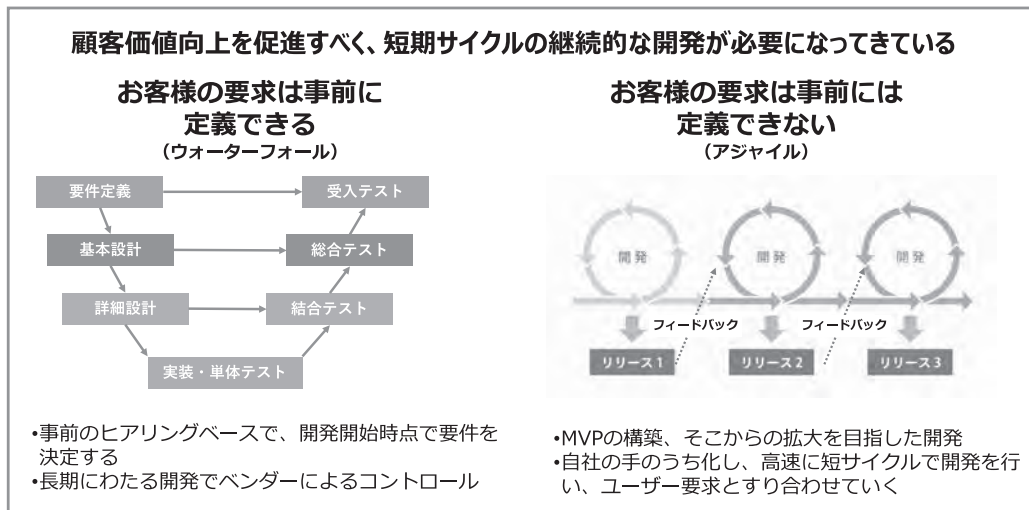 顧客価値向上を促進すべく、短期サイクルの継続的な開発が必要になってきている
お客様の要求は事前に
定義できる
（ウォーターフォール）
要件定義
受入テスト
基本設計
総合テスト
詳細設計
結合テスト
実装・単体テスト
•事前のヒアリングベースで、開発開始時点で要件を
決定する
•長期にわたる開発でベンダーによるコントロール
お客様の要求は事前には
定義できない
（アジャイル）
開発
開発
開発
フィードバック
フィードバック
リリース1
リリース2
リリース3
•MVPの構築、そこからの拡大を目指した開発
•自社の手のうち化し、高速に短サイクルで開発を行
い、ユーザー要求とすり合わせていく